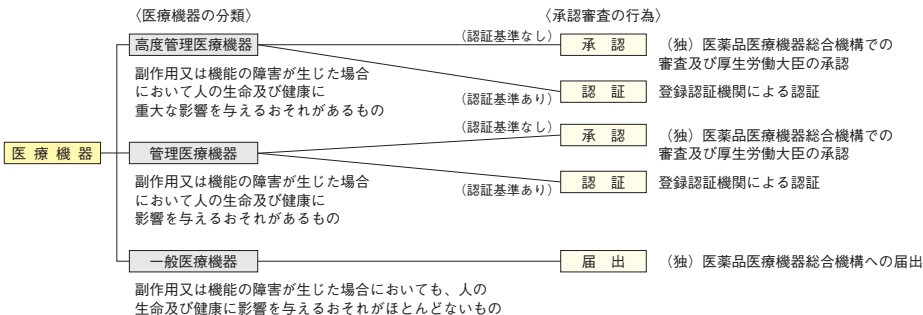 〈医療機器の分類〉
〈承認審査の行為〉
高度管理医療機器
(認証基準なし)
承 認
(独)医薬品医療機器総合機構での
審査及び厚生労働大臣の承認
副作用又は機能の障害が生じた場合
において人の生命及び健康に
重大な影響を与えるおそれがあるもの
(認証基準あり)
認 証
登録認証機関による認証
医 療 機 器
管理医療機器
(認証基準なし)
承 認
(独)医薬品医療機器総合機構での
審査及び厚生労働大臣の承認
副作用又は機能の障害が生じた場合
において人の生命及び健康に
影響を与えるおそれがあるもの
(認証基準あり)
認 証
登録認証機関による認証
一般医療機器
届 出
(独)医薬品医療機器総合機構への届出
副作用又は機能の障害が生じた場合においても、人の
生命及び健康に影響を与えるおそれがほとんどないもの